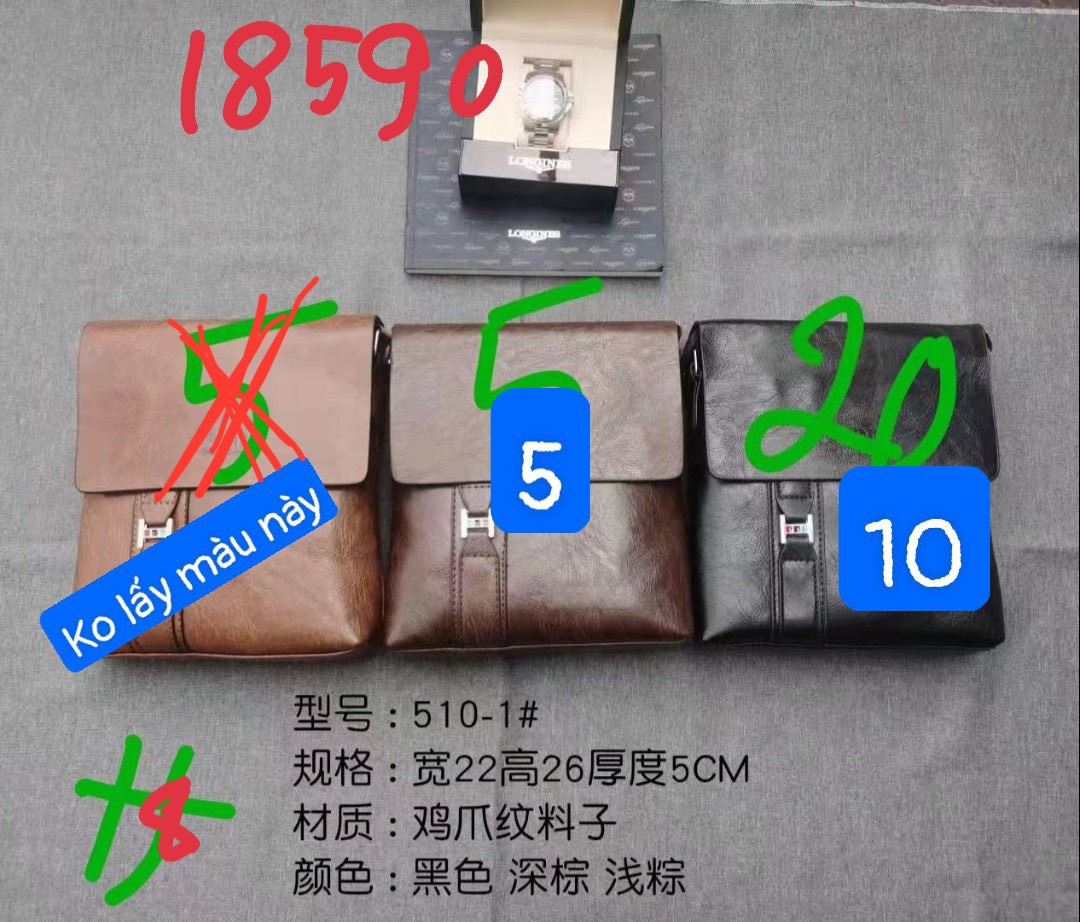 18590
LONGINES
LONGINES
5 5 20
5
10
Ko lấy màu này
型号：510-1#
规格：宽22高26厚度5CM
材质：鸡爪纹料子
颜色：黑色 深棕 浅粽
8